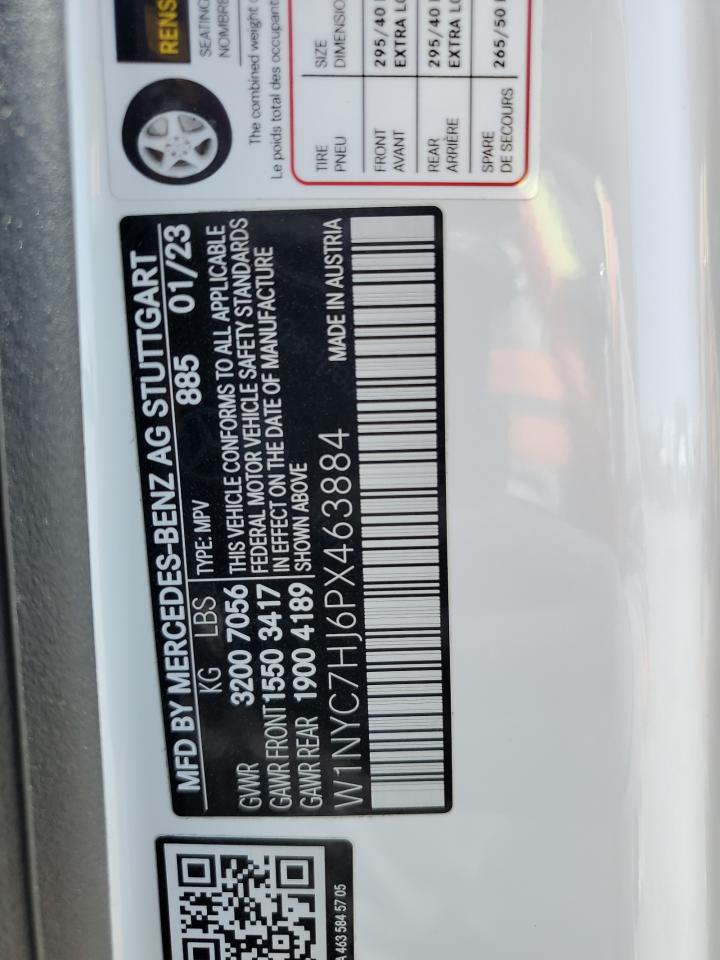 MFD BY MERCEDES-BENZ AG STUTTGART
KG LBS TYPE: MPV 885 01/23
GVWR 3200 7056 THIS VEHICLE CONFORMS TO ALL APPLICABLE
GAWR FRONT 1550 3417 FEDERAL MOTOR VEHICLE SAFETY STANDARDS
GAWR REAR 1900 4189 IN EFFECT ON THE DATE OF MANUFACTURE
SHOWN ABOVE
W1NYC7HJ6PX463884 MADE IN AUSTRIA
RENS
SEATING
The combined weight
Le poids total des occupant
TIRE SIZE
PNEU
FRONT 295/40
AVANT EXTRA
REAR 295/40
ARRIÈRE EXTRA
SPARE 265/50
DE SECOURS
A 463 584 57 05